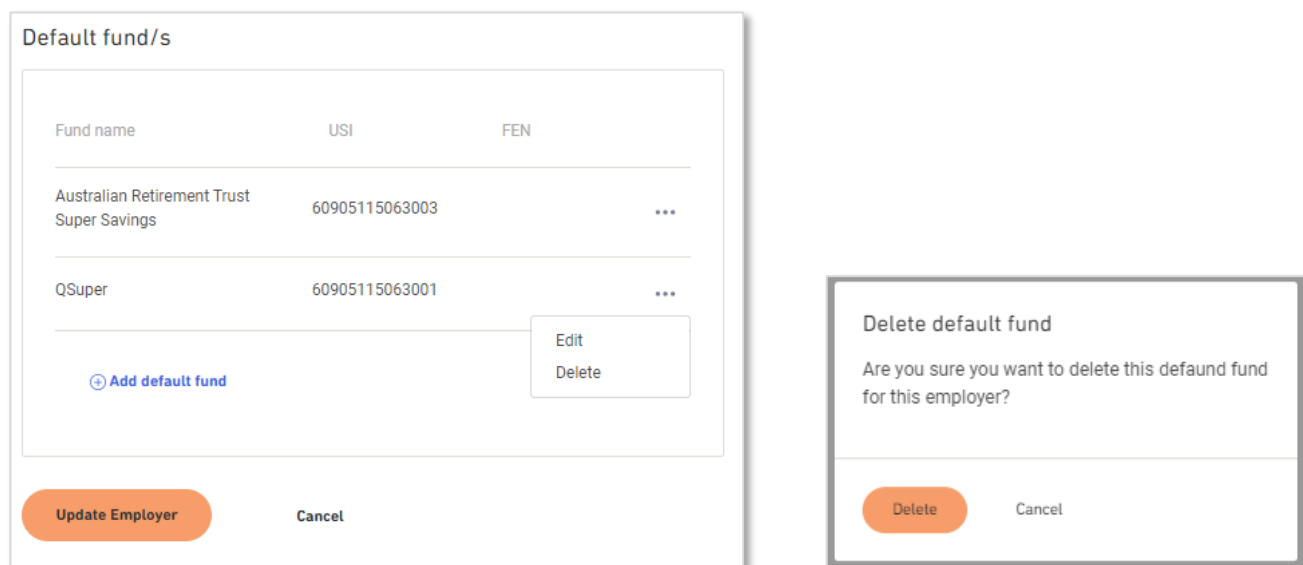 Default fund/s
Fund name USI FEN
Australian Retirement Trust
Super Savings 60905115063003
QSuper 60905115063001
Edit
Delete
Add default fund
Update Employer Cancel
Delete default fund
Are you sure you want to delete this defaund fund
for this employer?
Delete Cancel